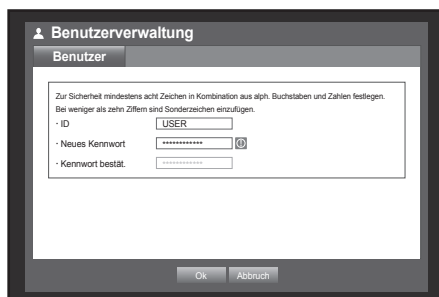 Benutzerverwaltung
Benutzer
Zur Sicherheit mindestens acht Zeichen in Kombination aus alph. Buchstaben und Zahlen festlegen.
Bei weniger als zehn Ziffern sind Sonderzeichen einzufügen.
· ID USER
· Neues Kennwort ************
· Kennwort bestät. ************
Ok Abbruch